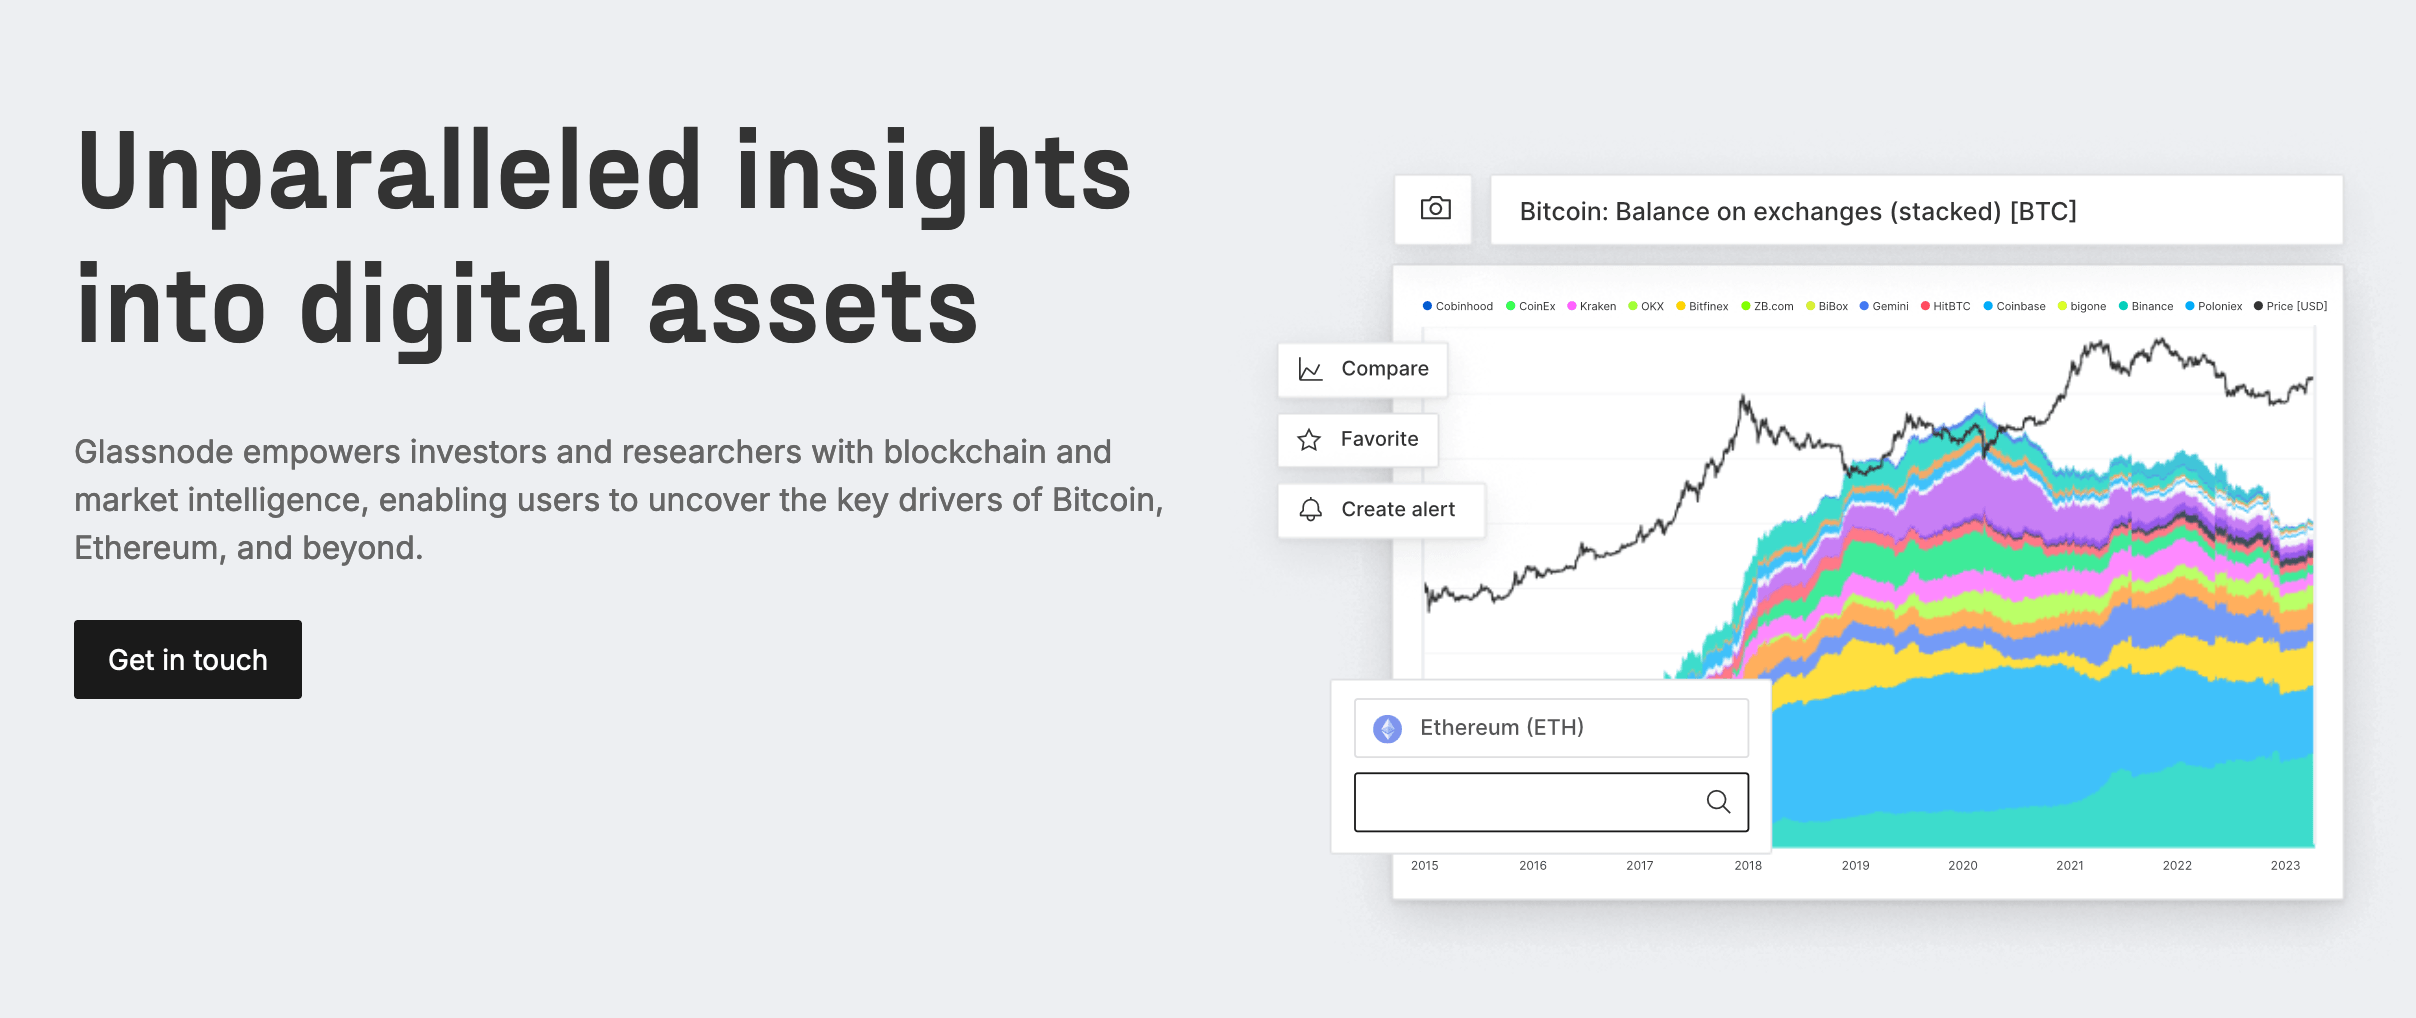 Unparalleled insights
into digital assets
Glassnode empowers investors and researchers with blockchain and
market intelligence, enabling users to uncover the key drivers of Bitcoin,
Ethereum, and beyond.
Get in touch
Bitcoin: Balance on exchanges (stacked) [BTC]
Cobinhood CoinEx Kraken OKX Bitfinex ZB.com BiBox Gemini HitBTC Coinbase bigone Binance Poloniex Price [USD]
Compare
Favorite
Create alert
Ethereum (ETH)
2015 2016 2017 2018 2019 2020 2021 2022 2023